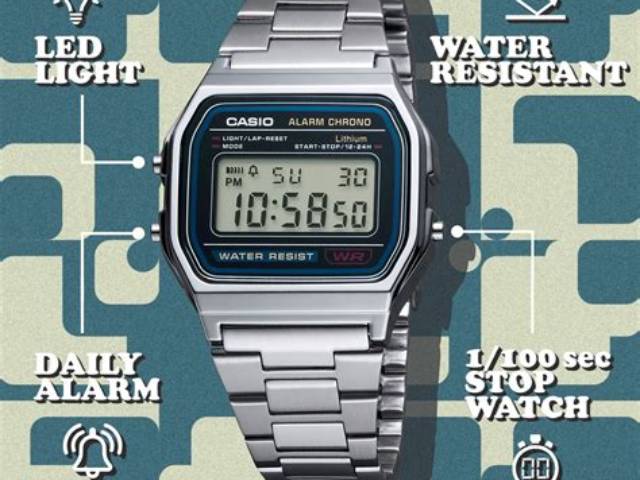 LED
LIGHT
WATER
RESISTANT
CASIO ALARM CHRONO
LIGHT/LAP-RESET Lithium
MODE START-STOP/12-24H
SU 30
PM
10:58 50
WATER RESIST WR
DAILY
ALARM
1/100 sec
STOP
WATCH
00